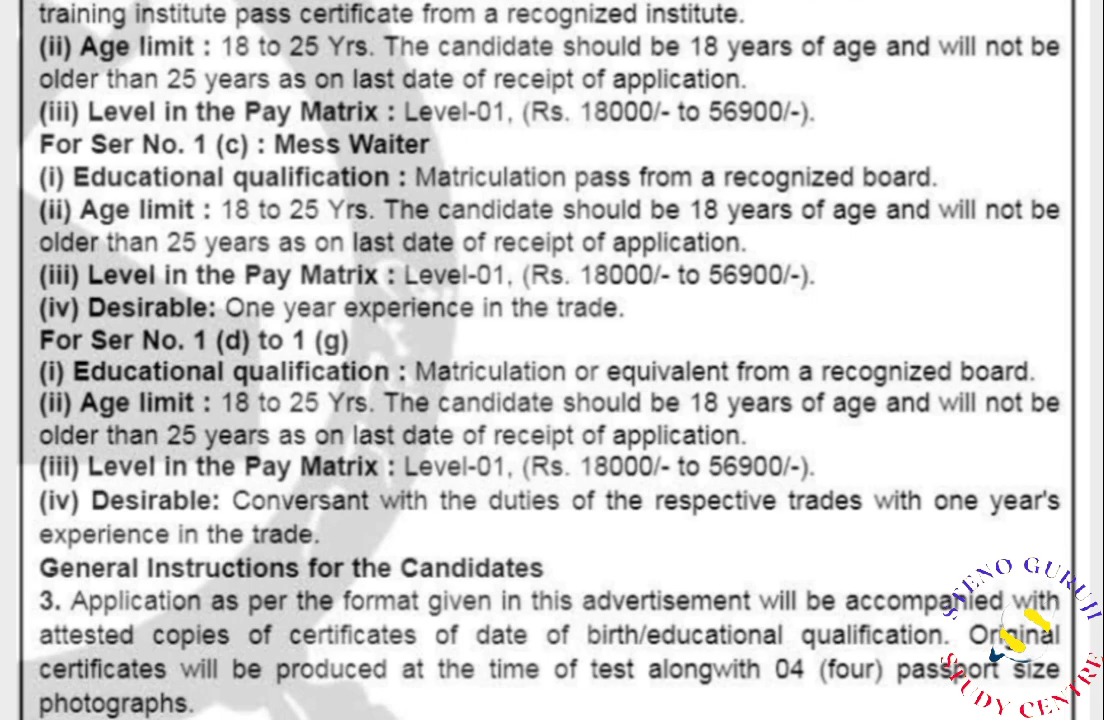 training institute pass certificate from a recognized institute.
(ii) Age limit : 18 to 25 Yrs. The candidate should be 18 years of age and will not be
older than 25 years as on last date of receipt of application.
(iii) Level in the Pay Matrix : Level-01, (Rs. 18000/- to 56900/-).
For Ser No. 1 (c) : Mess Waiter
(i) Educational qualification : Matriculation pass from a recognized board.
(ii) Age limit : 18 to 25 Yrs. The candidate should be 18 years of age and will not be
older than 25 years as on last date of receipt of application.
(iii) Level in the Pay Matrix : Level-01, (Rs. 18000/- to 56900/-).
(iv) Desirable: One year experience in the trade.
For Ser No. 1 (d) to 1 (g)
(i) Educational qualification : Matriculation or equivalent from a recognized board.
(ii) Age limit : 18 to 25 Yrs. The candidate should be 18 years of age and will not be
older than 25 years as on last date of receipt of application.
(iii) Level in the Pay Matrix : Level-01, (Rs. 18000/- to 56900/-).
(iv) Desirable: Conversant with the duties of the respective trades with one year's
experience in the trade.
General Instructions for the Candidates
3. Application as per the format given in this advertisement will be accompanied with
attested copies of certificates of date of birth/educational qualification. Original
certificates will be produced at the time of test alongwith 04 (four) passport size
photographs.
STENO GURUJI
STUDY CENTRE